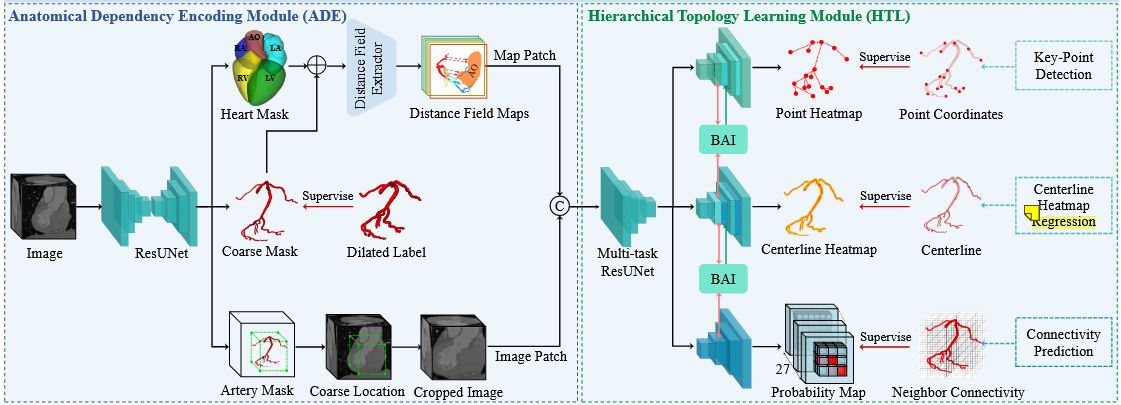 Anatomical Dependency Encoding Module (ADE)
AO
RA
LA
RV
LV
Heart Mask
Distance Field
Extractor
AO
Distance Field Maps
Map Patch
Image
ResUNet
Coarse Mask
Supervise
Dilated Label
C
Artery Mask
Coarse Location
Cropped Image
Image Patch
Hierarchical Topology Learning Module (HTL)
Multi-task
ResUNet
BAI
BAI
Point Heatmap
Supervise
Point Coordinates
Key-Point
Detection
Centerline Heatmap
Supervise
Centerline
Centerline
Heatmap
Regression
27
Probability Map
Supervise
Neighbor Connectivity
Connectivity
Prediction